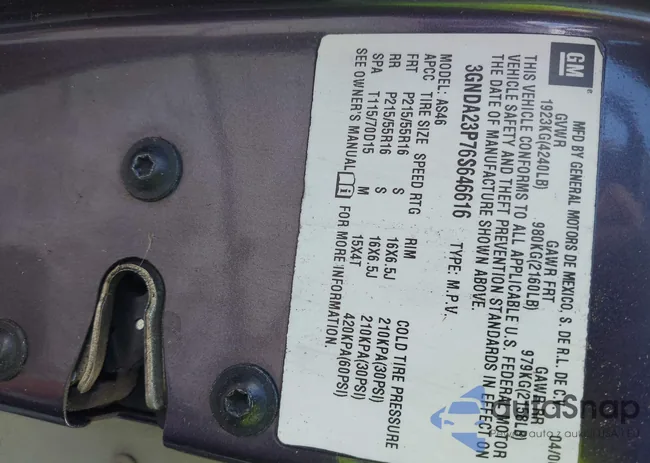 GM
MFD BY GENERAL MOTORS DE MEXICO, S. DE R.L. DE C.V.
04/0
GVWR GAWR FRT GAWR RR
1923KG(4240LB) 980KG(2160LB) 979KG(2158LB)
THIS VEHICLE CONFORMS TO ALL APPLICABLE U.S. FEDERAL MOTOR
VEHICLE SAFETY AND THEFT PREVENTION STANDARDS IN EFFECT ON
THE DATE OF MANUFACTURE SHOWN ABOVE.
3GNDA23P76S646616 TYPE: M.P.V.
MODEL: AS46
APCC TIRE SIZE SPEED RTG RIM COLD TIRE PRESSURE
FRT P215/55R16 S 16X6.5J 210KPA(30PSI)
RR P215/55R16 S 16X6.5J 210KPA(30PSI)
SPA T115/70D15 M 15X4T 420KPA(60PSI)
SEE OWNER'S MANUAL FOR MORE INFORMATION.
autaSnap